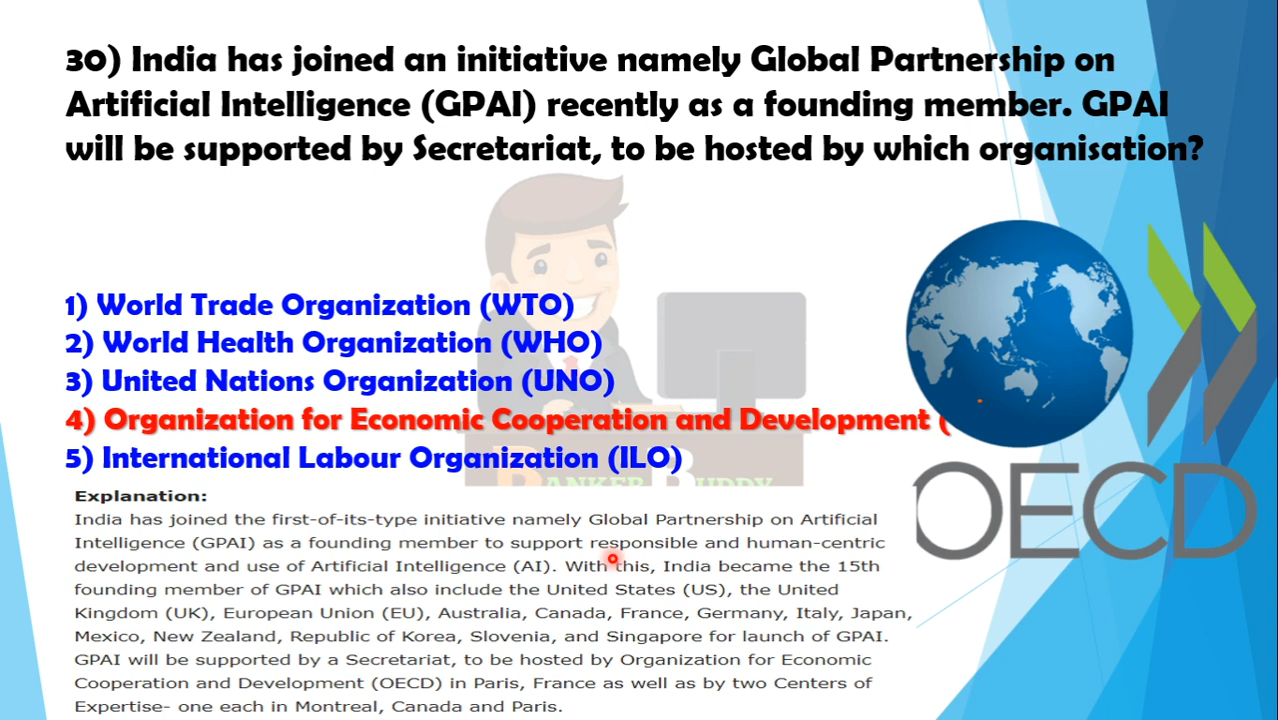 30) India has joined an initiative namely Global Partnership on
Artificial Intelligence (GPAI) recently as a founding member. GPAI
will be supported by Secretariat, to be hosted by which organisation?
1) World Trade Organization (WTO)
2) World Health Organization (WHO)
3) United Nations Organization (UNO)
4) Organization for Economic Cooperation and Development (
5) International Labour Organization (ILO)
BANKER BUDDY
OECD
Explanation:
India has joined the first-of-its-type initiative namely Global Partnership on Artificial
Intelligence (GPAI) as a founding member to support responsible and human-centric
development and use of Artificial Intelligence (AI). With this, India became the 15th
founding member of GPAI which also include the United States (US), the United
Kingdom (UK), European Union (EU), Australia, Canada, France, Germany, Italy, Japan,
Mexico, New Zealand, Republic of Korea, Slovenia, and Singapore for launch of GPAI.
GPAI will be supported by a Secretariat, to be hosted by Organization for Economic
Cooperation and Development (OECD) in Paris, France as well as by two Centers of
Expertise- one each in Montreal, Canada and Paris.